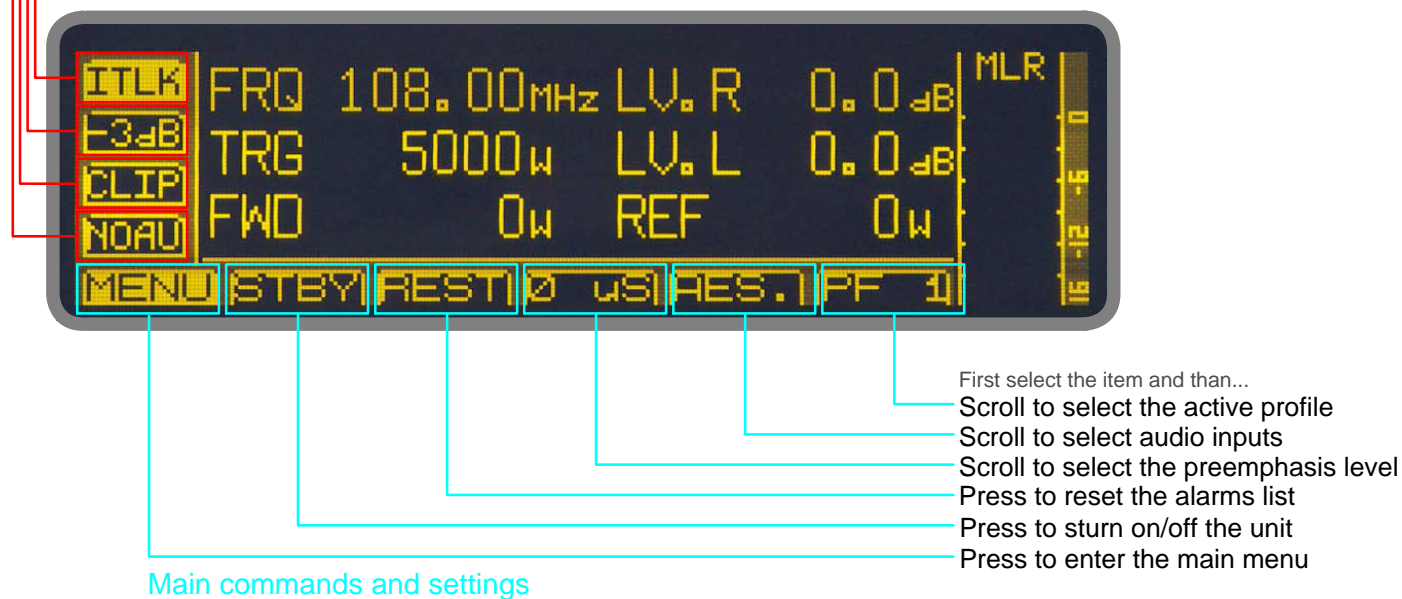 ITLK
FRQ 108.00MHz LV.R 0.0dB
MLR
-3dB
TRG 5000W LV.L 0.0dB
CLIP
FWD 0W REF 0W
NOAU
0
-6
-12
16
MENU STBY REST 0 uS AES. PF 1
First select the item and than...
Scroll to select the active profile
Scroll to select audio inputs
Scroll to select the preemphasis level
Press to reset the alarms list
Press to sturn on/off the unit
Press to enter the main menu
Main commands and settings